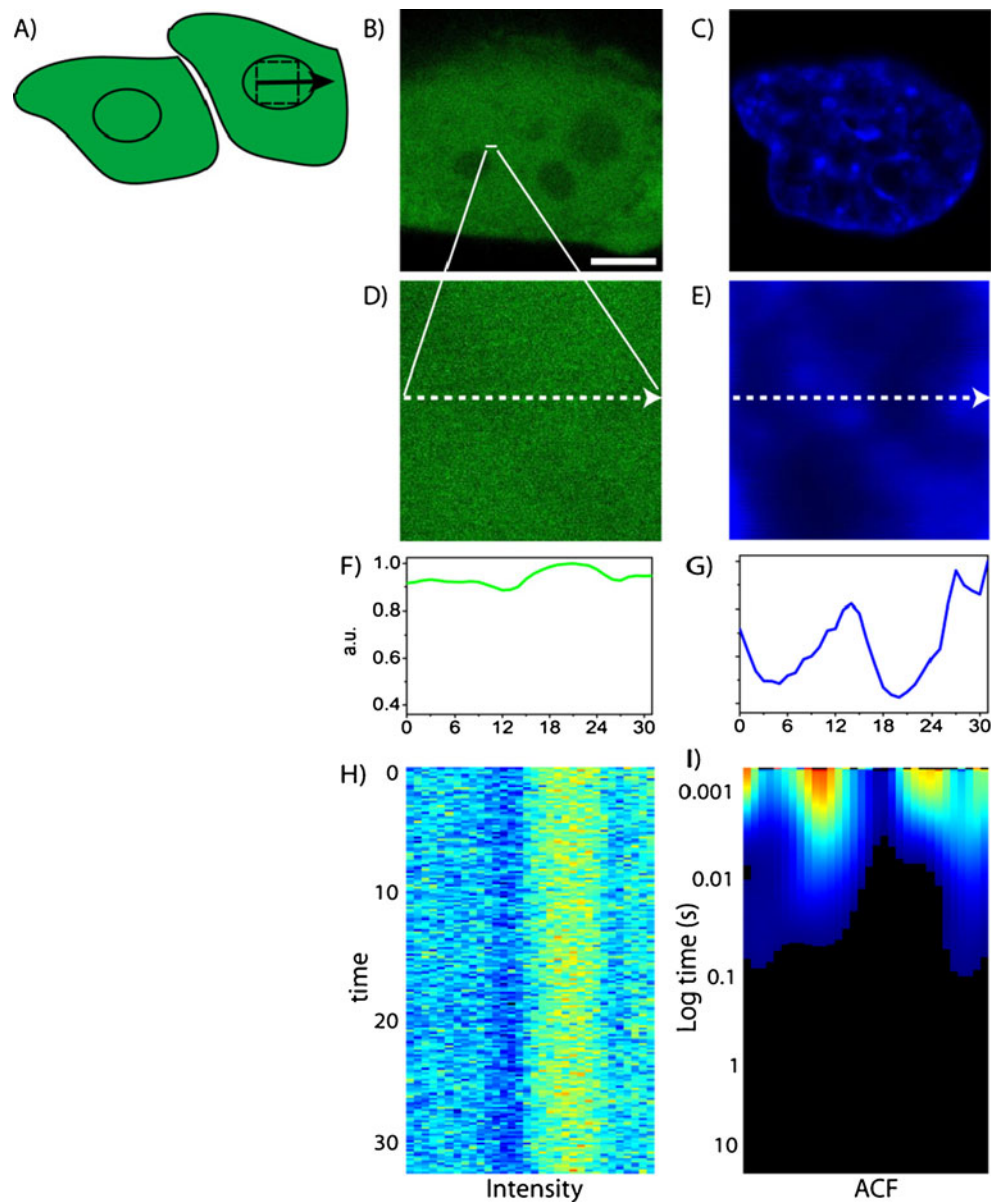 A)
B)
C)
D)
E)
F)
1.0
0.8
0.6
0.4
a.u.
0 6 12 18 24 30
G)
0 6 12 18 24 30
H)
0
10
20
30
time
Intensity
I)
0.001
0.01
0.1
1
10
Log time (s)
ACF